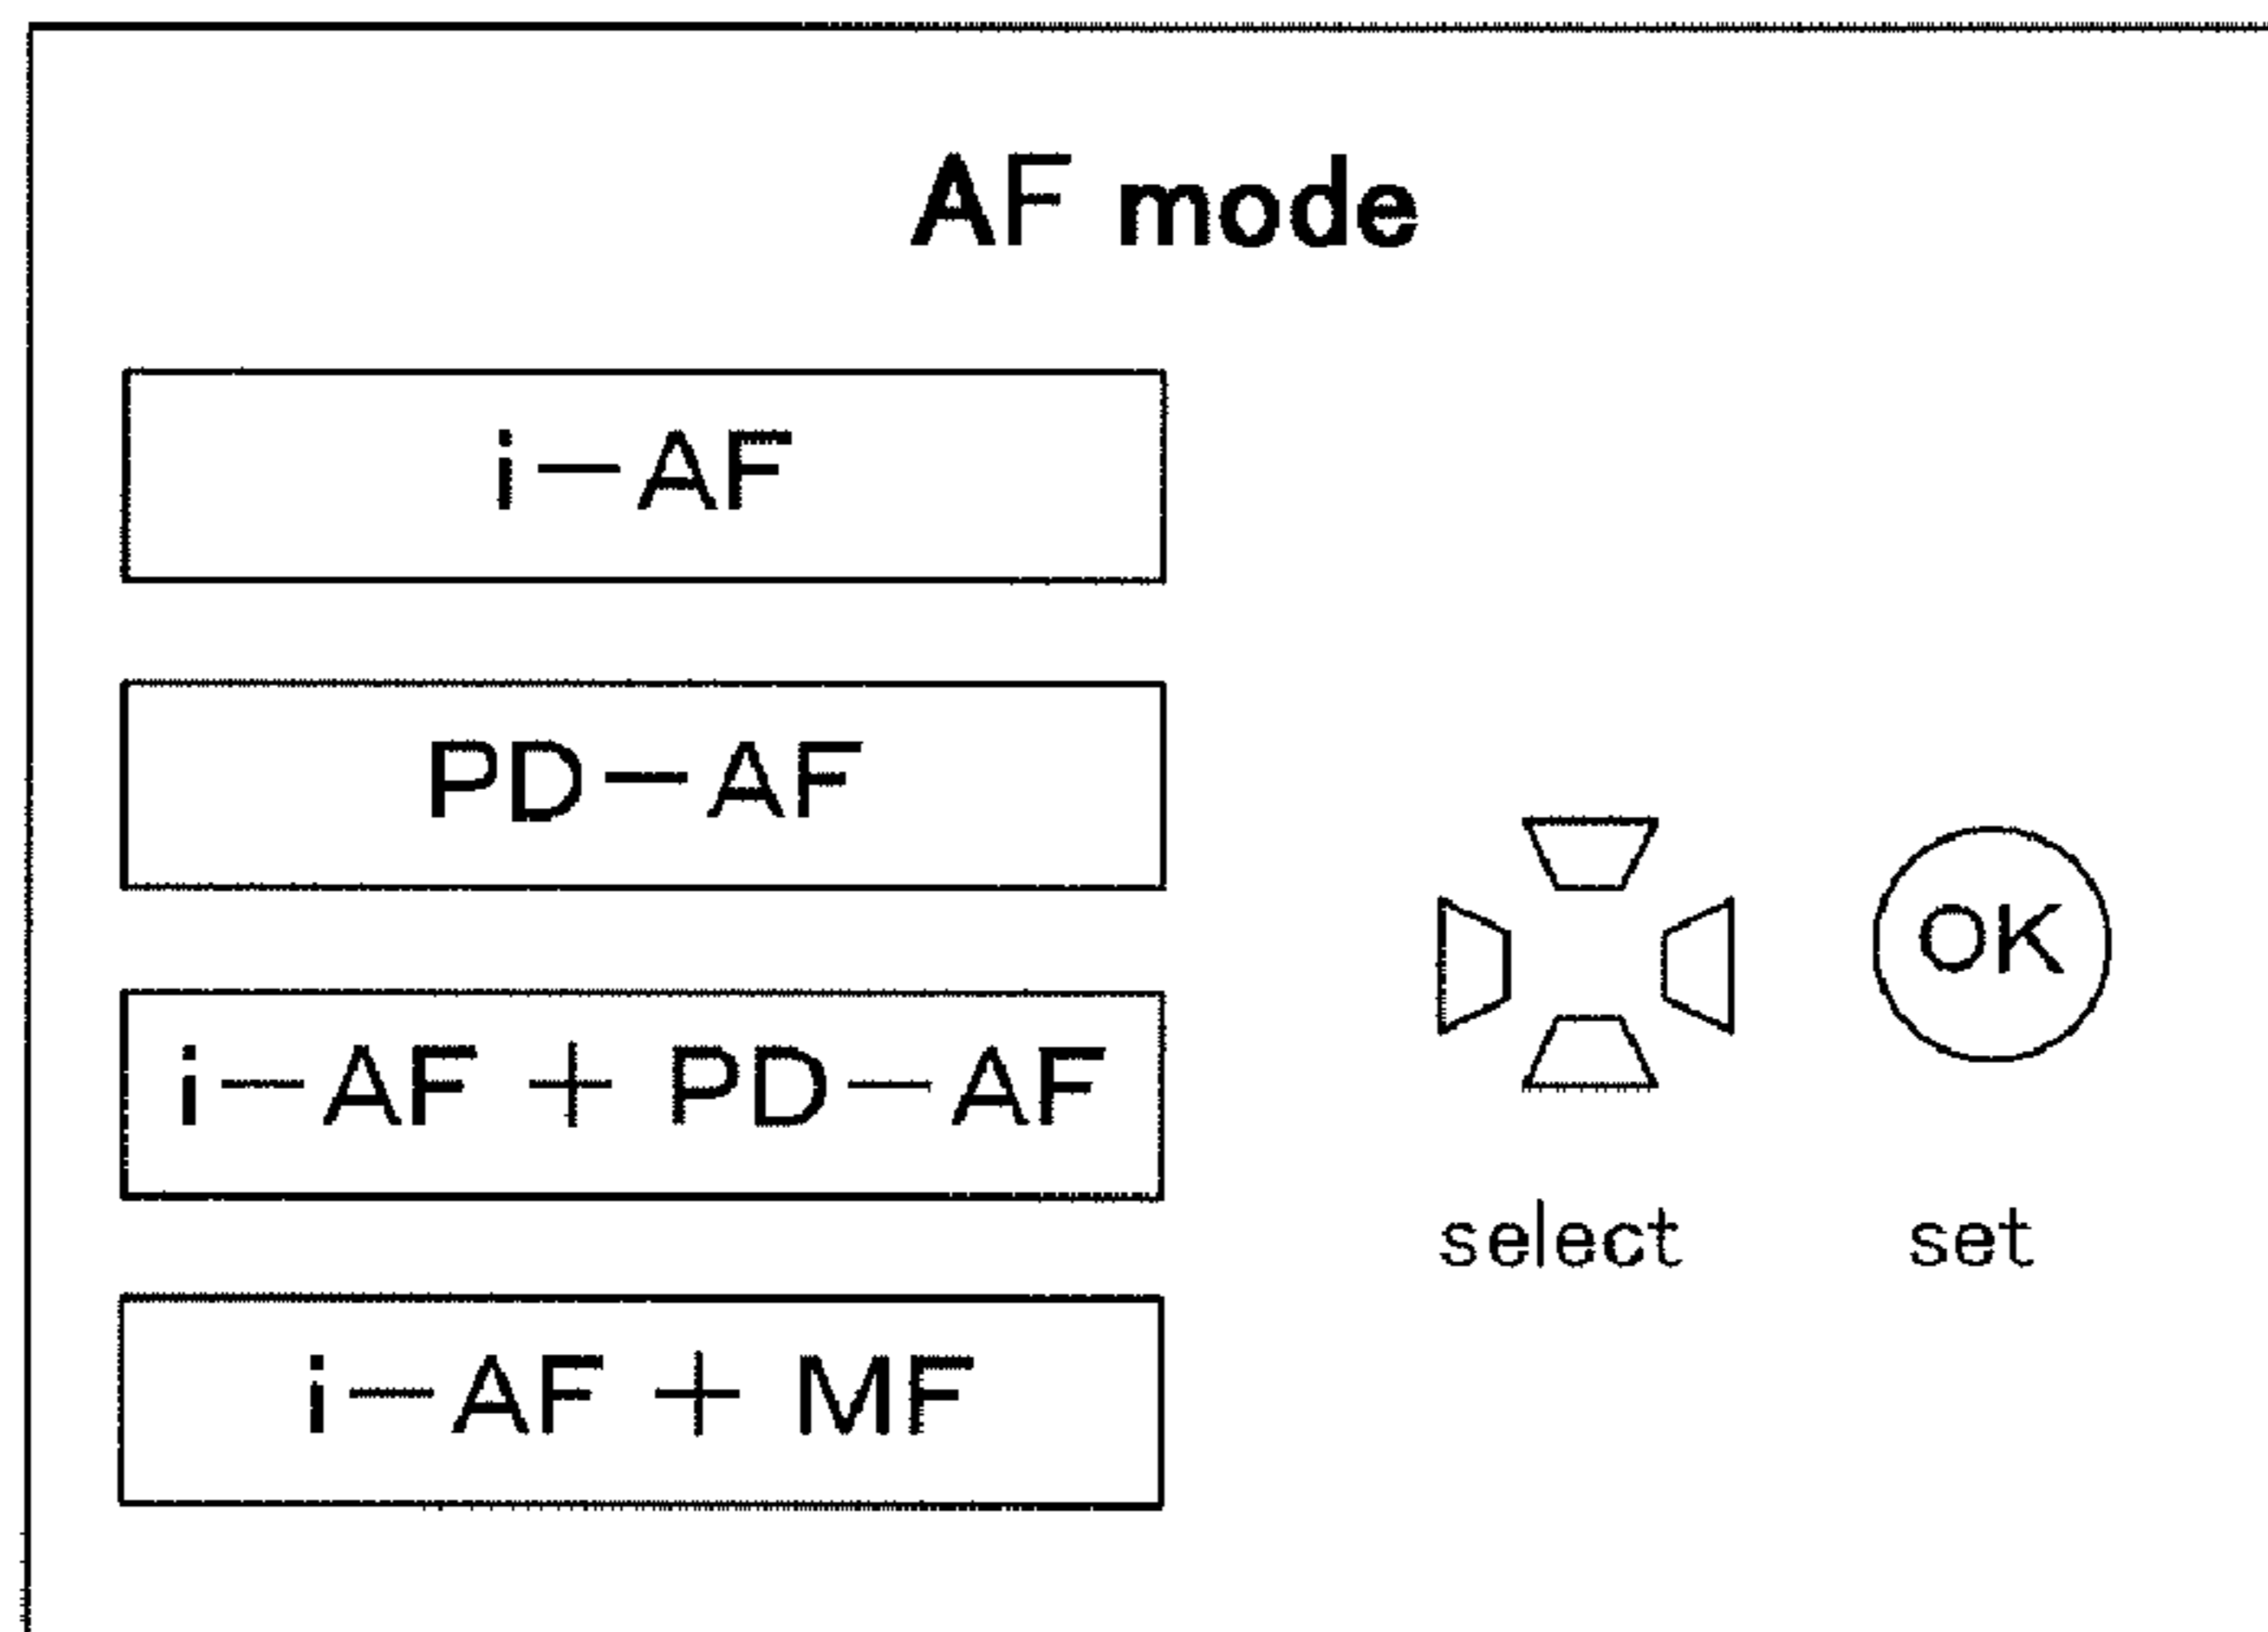 AF mode
i-AF
PD-AF
i-AF + PD-AF
i-AF + MF
OK
select
set